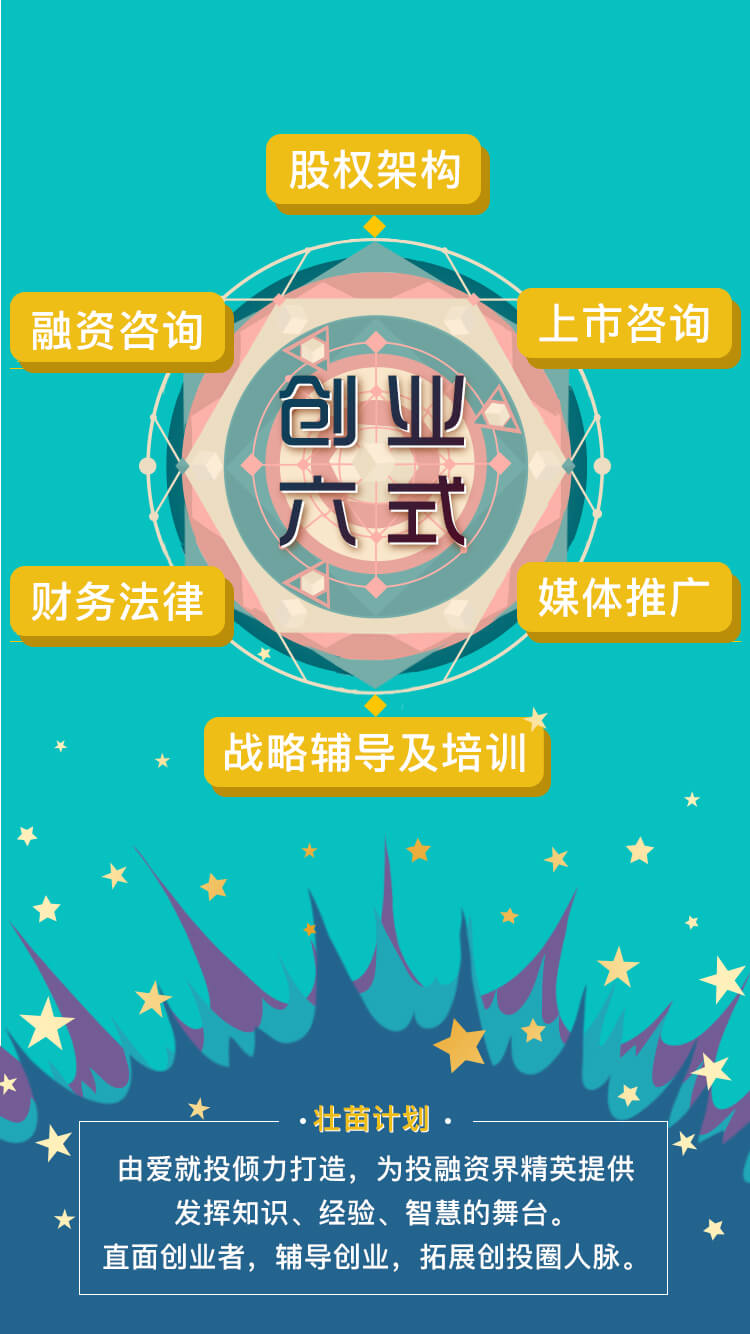 股权架构
融资咨询
上市咨询
创业
六式
财务法律
媒体推广
战略辅导及培训
·壮苗计划·
由爱就投倾力打造，为投融资界精英提供
发挥知识、经验、智慧的舞台。
直面创业者，辅导创业，拓展创投圈人脉。